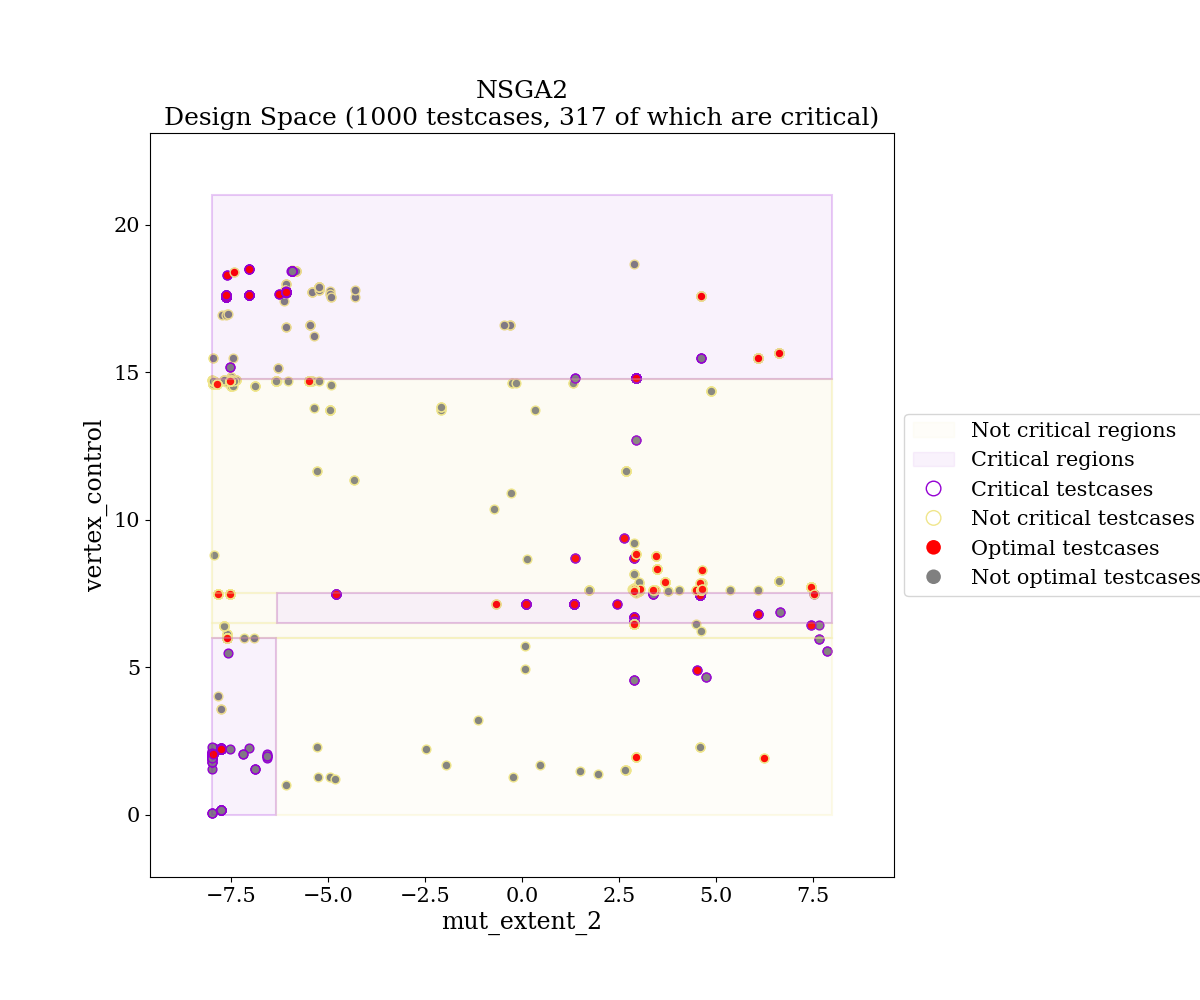 NSGA2
Design Space (1000 testcases, 317 of which are critical)
20
15
10
5
0
vertex_control
−7.5
−5.0
−2.5
0.0
2.5
5.0
7.5
mut_extent_2
Not critical regions
Critical regions
Critical testcases
Not critical testcases
Optimal testcases
Not optimal testcases